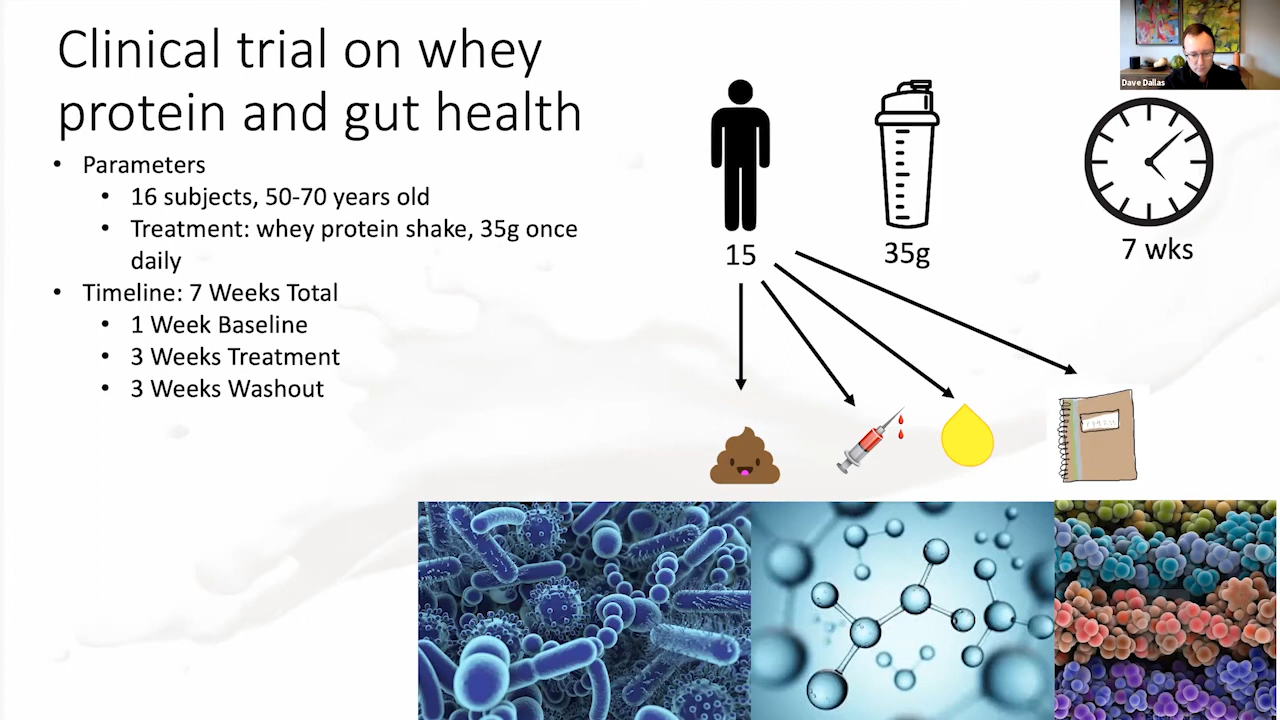 Clinical trial on whey
protein and gut health
• Parameters
• 16 subjects, 50-70 years old
• Treatment: whey protein shake, 35g once
daily
• Timeline: 7 Weeks Total
• 1 Week Baseline
• 3 Weeks Treatment
• 3 Weeks Washout
15
35g
7 wks
Dave Dallas